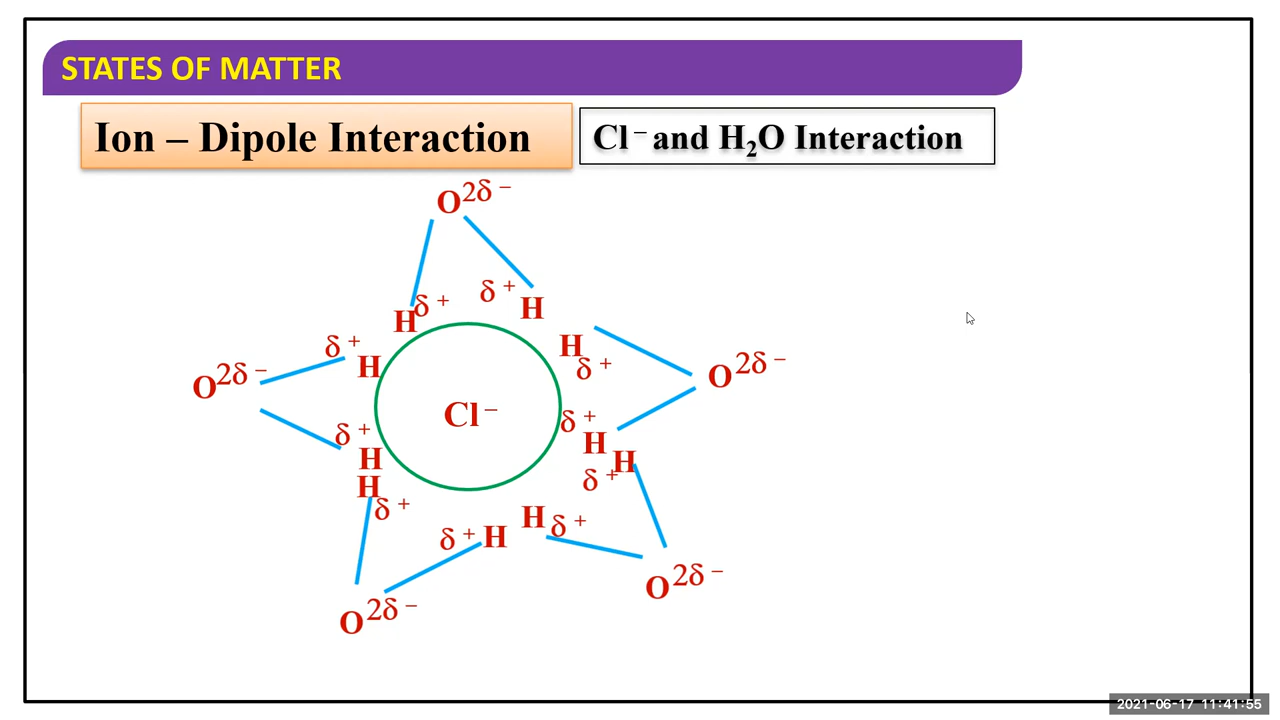 STATES OF MATTER
Ion – Dipole Interaction
Cl⁻ and H₂O Interaction
O²ᵟ⁻
δ⁺ H
H δ⁺
H δ⁺
O²ᵟ⁻
δ⁺ H
O²ᵟ⁻
Cl⁻
δ⁺ H
δ⁺ H
H δ⁺
H δ⁺
H δ⁺
δ⁺ H
O²ᵟ⁻
O²ᵟ⁻
2021-06-17 11:41:55